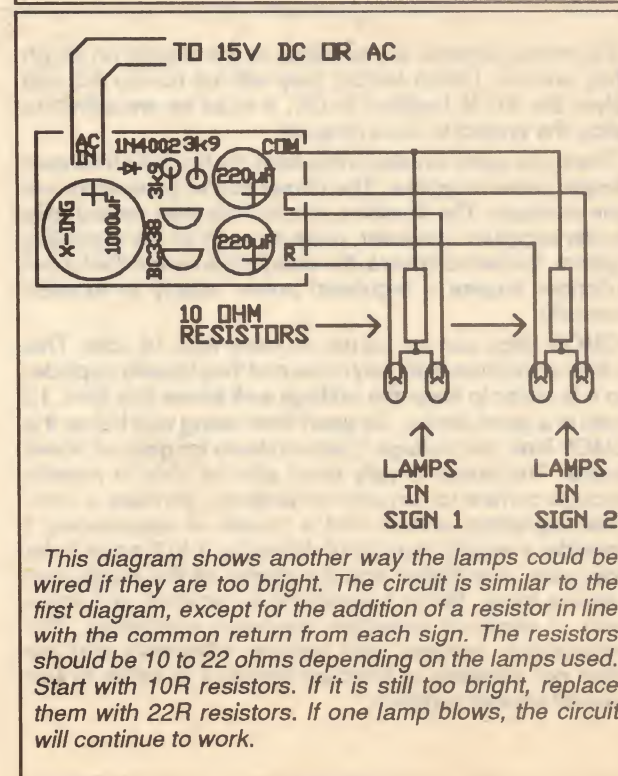 TO 15V DC OR AC
AC
IN
1N4002
3k9
3k9
COM
220uF
L
X-ING
1000uF
BC338
220uF
R
10 OHM
RESISTORS
LAMPS
IN
SIGN 1
LAMPS
IN
SIGN 2
This diagram shows another way the lamps could be
wired if they are too bright. The circuit is similar to the
first diagram, except for the addition of a resistor in line
with the common return from each sign. The resistors
should be 10 to 22 ohms depending on the lamps used.
Start with 10R resistors. If it is still too bright, replace
them with 22R resistors. If one lamp blows, the circuit
will continue to work.